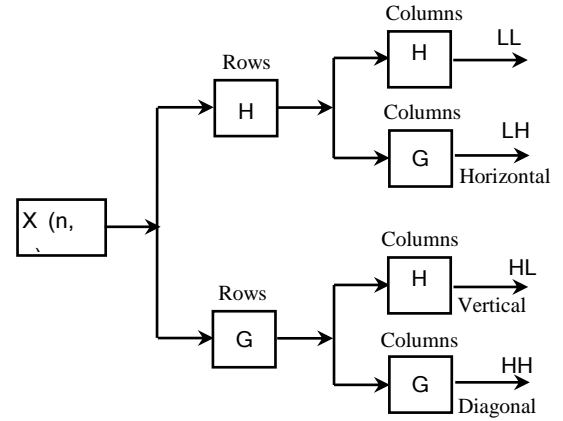 Columns
H
LL
Rows
H
Columns
G
LH
Horizontal
X (n,
Columns
H
HL
Vertical
Rows
G
Columns
G
HH
Diagonal